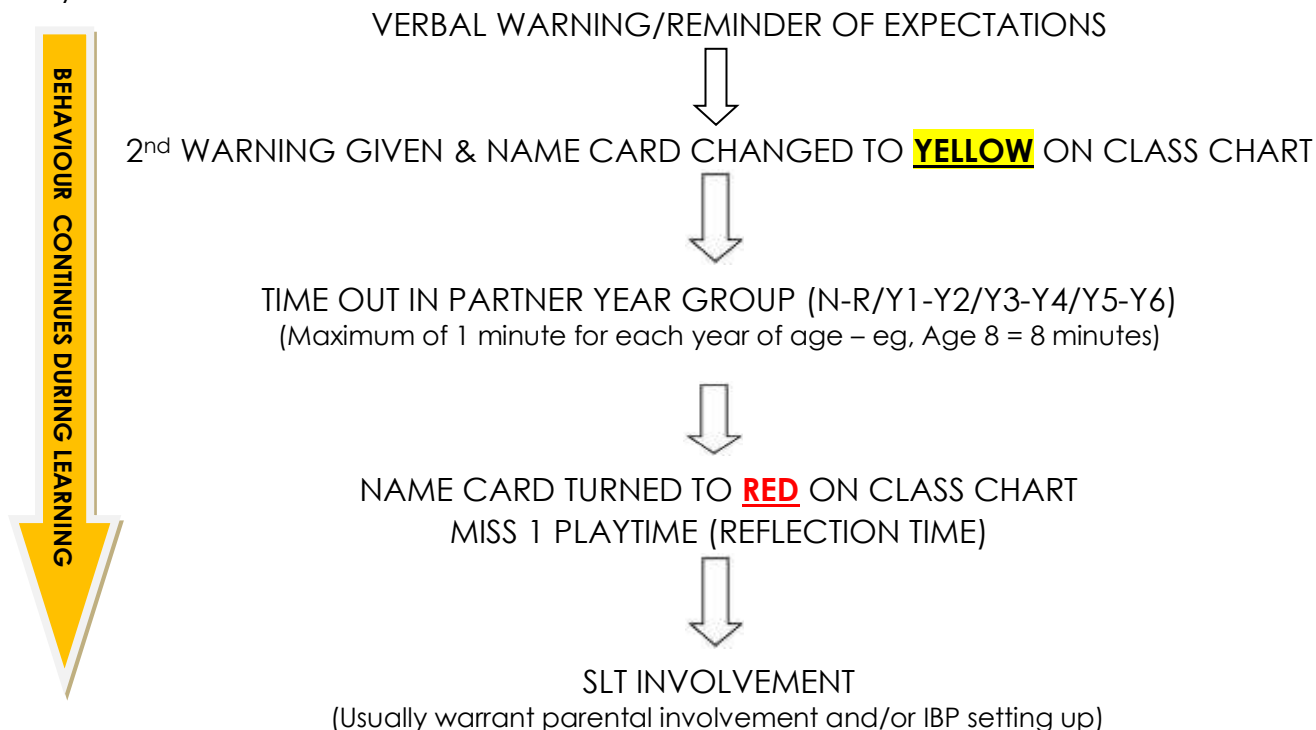 VERBAL WARNING/REMINDER OF EXPECTATIONS
BEHAVIOUR CONTINUES DURING LEARNING
2nd WARNING GIVEN & NAME CARD CHANGED TO YELLOW ON CLASS CHART
TIME OUT IN PARTNER YEAR GROUP (N-R/Y1-Y2/Y3-Y4/Y5-Y6)
(Maximum of 1 minute for each year of age – eg, Age 8 = 8 minutes)
NAME CARD TURNED TO RED ON CLASS CHART
MISS 1 PLAYTIME (REFLECTION TIME)
SLT INVOLVEMENT
(Usually warrant parental involvement and/or IBP setting up)